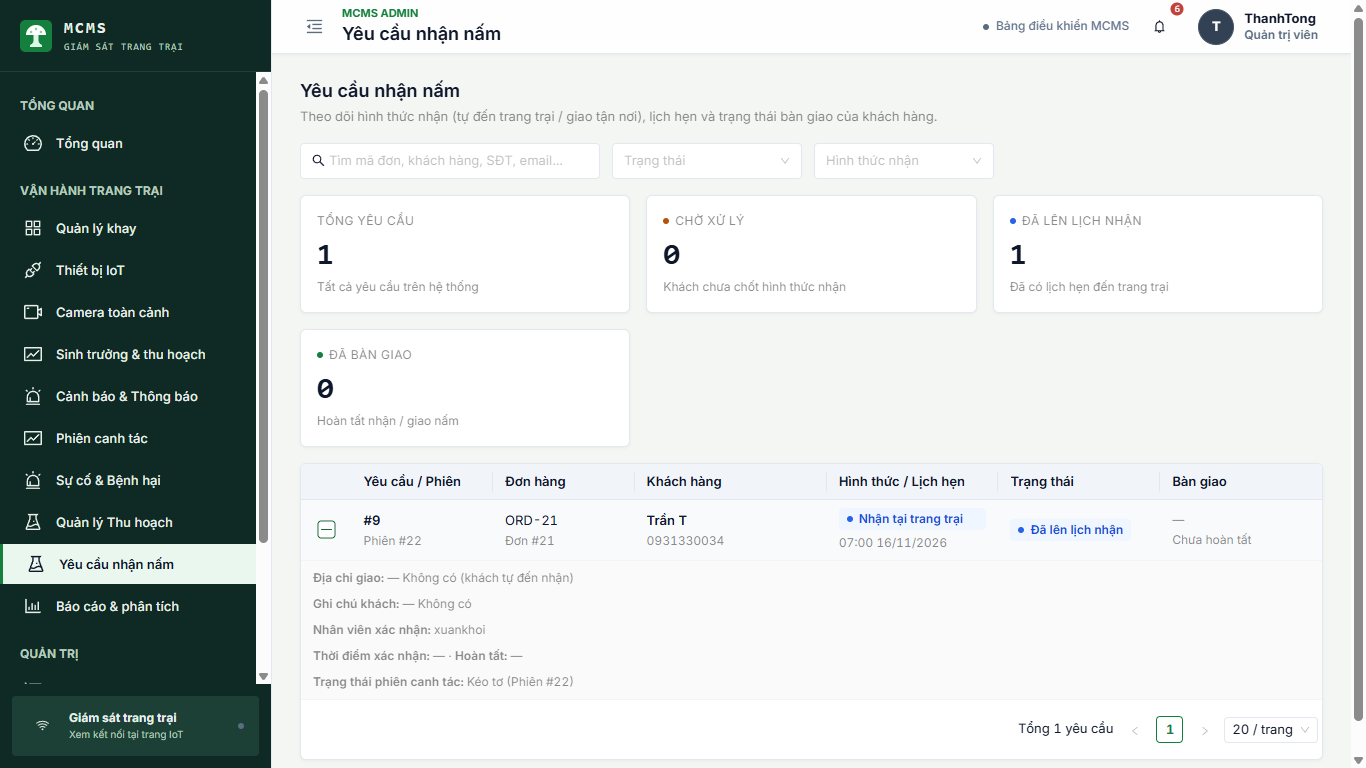 MCMS
GIÁM SÁT TRANG TRẠI
TỔNG QUAN
Tổng quan
VẬN HÀNH TRANG TRẠI
Quản lý khay
Thiết bị IoT
Camera toàn cảnh
Sinh trưởng & thu hoạch
Cảnh báo & Thông báo
Phiên canh tác
Sự cố & Bệnh hại
Quản lý Thu hoạch
Yêu cầu nhận nấm
Báo cáo & phân tích
QUẢN TRỊ
Giám sát trang trại
Xem kết nối tại trang IoT
MCMS ADMIN
Yêu cầu nhận nấm
Bảng điều khiển MCMS
6
T
ThanhTong
Quản trị viên
Yêu cầu nhận nấm
Theo dõi hình thức nhận (tự đến trang trại / giao tận nơi), lịch hẹn và trạng thái bàn giao của khách hàng.
Tìm mã đơn, khách hàng, SĐT, email...
Trạng thái
Hình thức nhận
TỔNG YÊU CẦU
1
Tất cả yêu cầu trên hệ thống
CHỜ XỬ LÝ
0
Khách chưa chốt hình thức nhận
ĐÃ LÊN LỊCH NHẬN
1
Đã có lịch hẹn đến trang trại
ĐÃ BÀN GIAO
0
Hoàn tất nhận / giao nấm
Yêu cầu / Phiên Đơn hàng Khách hàng Hình thức / Lịch hẹn Trạng thái Bàn giao
#9 ORD-21 Trần T Nhận tại trang trại Đã lên lịch nhận —
Phiên #22 Đơn #21 0931330034 07:00 16/11/2026 Chưa hoàn tất
Địa chỉ giao: — Không có (khách tự đến nhận)
Ghi chú khách: — Không có
Nhân viên xác nhận: xuankhoi
Thời điểm xác nhận: — · Hoàn tất: —
Trạng thái phiên canh tác: Kéo tơ (Phiên #22)
Tổng 1 yêu cầu < 1 > 20 / trang